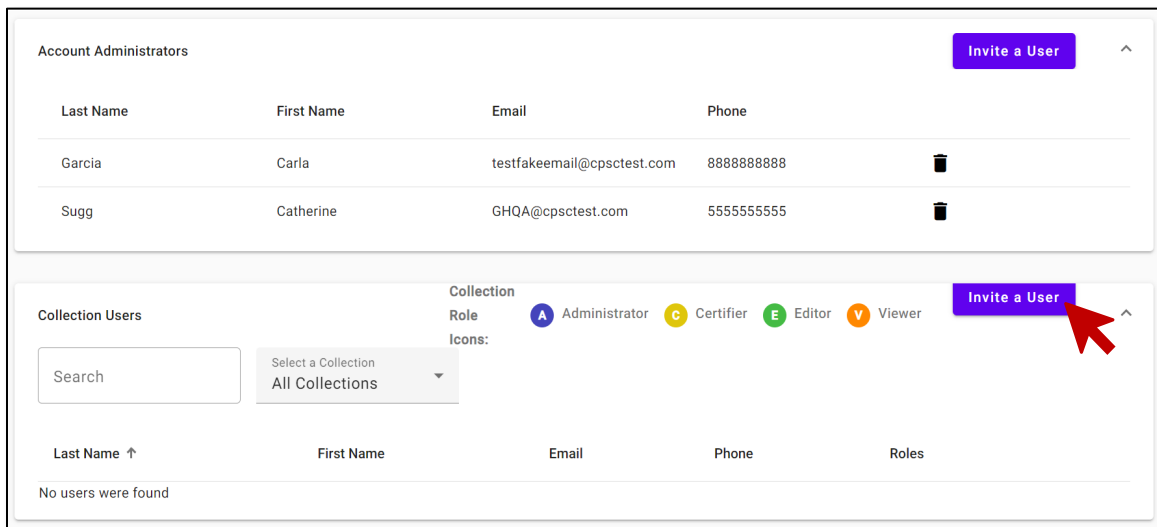 Account Administrators Invite a User
Last Name First Name Email Phone
Garcia Carla testfakeemail@cpsctest.com 8888888888
Sugg Catherine GHQA@cpsctest.com 5555555555
Collection Users Collection Role Icons: A Administrator C Certifier E Editor V Viewer Invite a User
Search Select a Collection
All Collections
Last Name ↑ First Name Email Phone Roles
No users were found